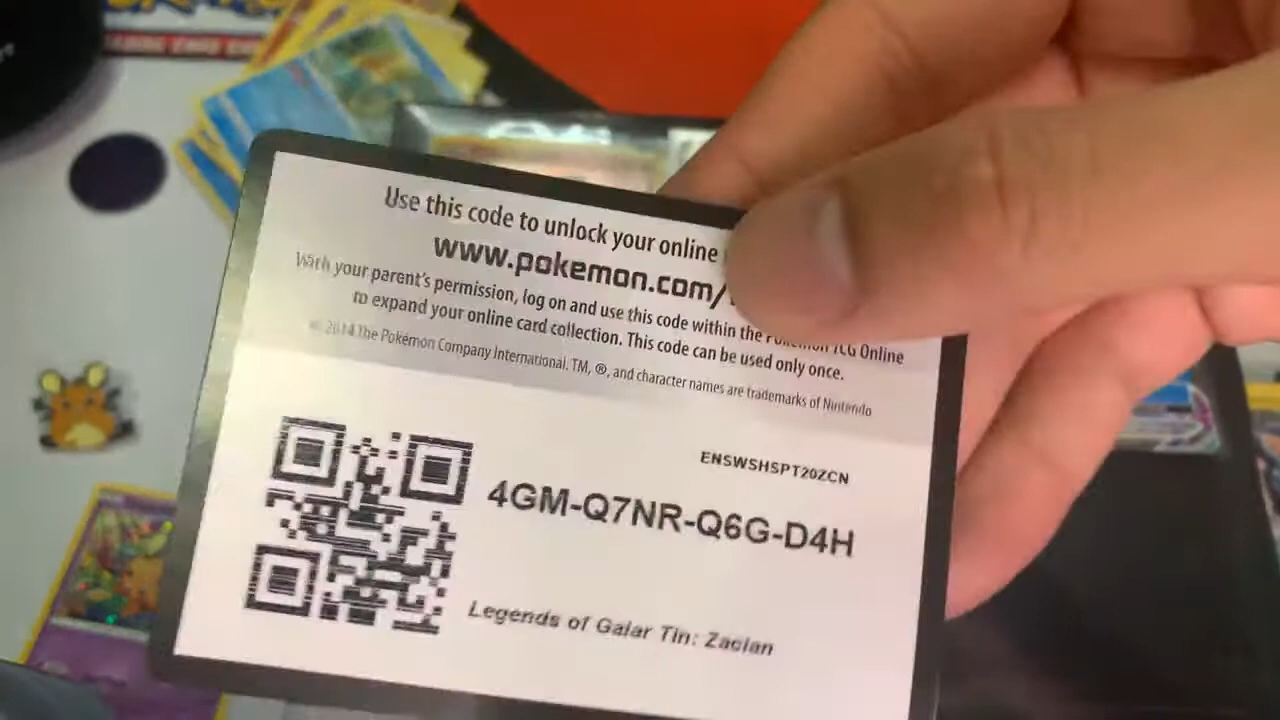 Use this code to unlock your online
www.pokemon.com/
With your parent's permission, log on and use this code within the Pokémon TCG Online
to expand your online card collection. This code can be used only once.
© 2014 The Pokémon Company International. TM, ®, and character names are trademarks of Nintendo
ENSWSHSPT20ZCN
4GM-Q7NR-Q6G-D4H
Legends of Galar Tin: Zacian